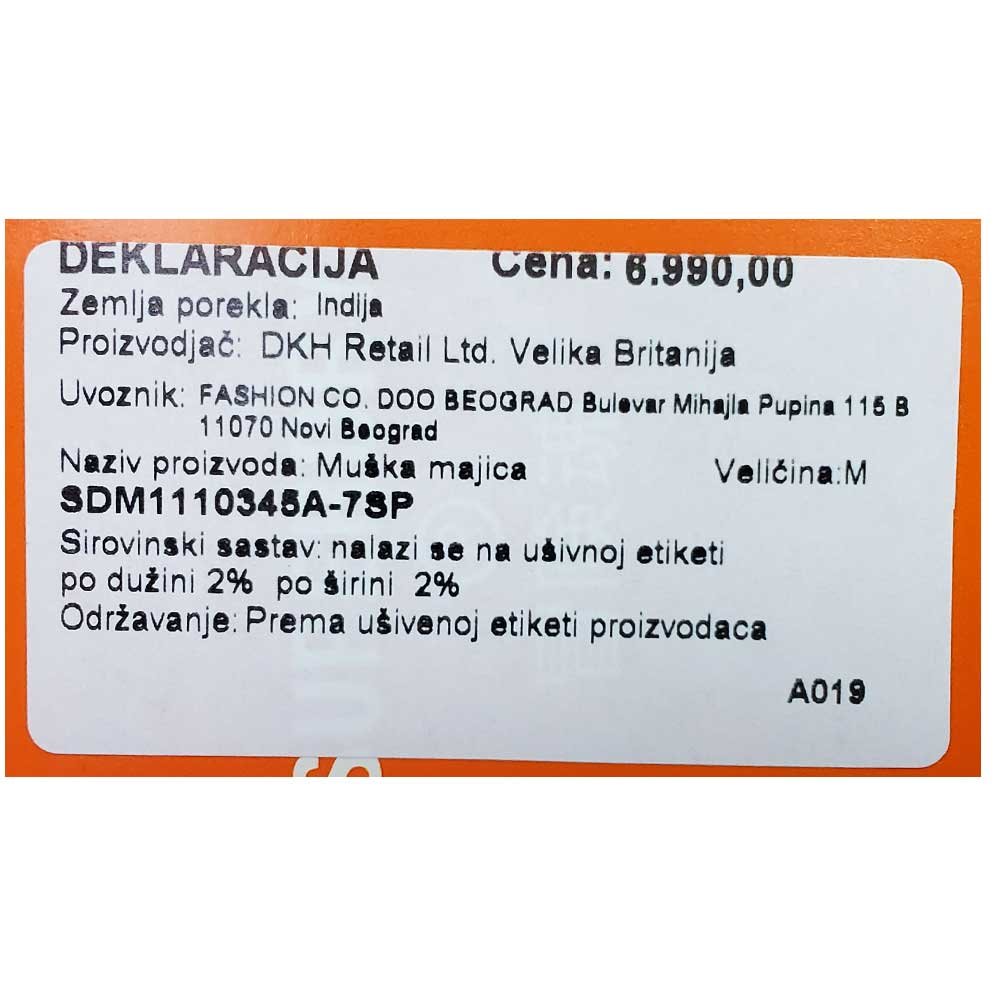 DEKLARACIJA Cena: 6.990,00
Zemlja porekla: Indija
Proizvodjač: DKH Retail Ltd. Velika Britanija
Uvoznik: FASHION CO. DOO BEOGRAD Bulevar Mihajla Pupina 115 B
11070 Novi Beograd
Naziv proizvoda: Muška majica Veličina:M
SDM1110345A-7SP
Sirovinski sastav: nalazi se na ušivnoj etiketi
po dužini 2% po širini 2%
Održavanje: Prema ušivenoj etiketi proizvodaca
A019